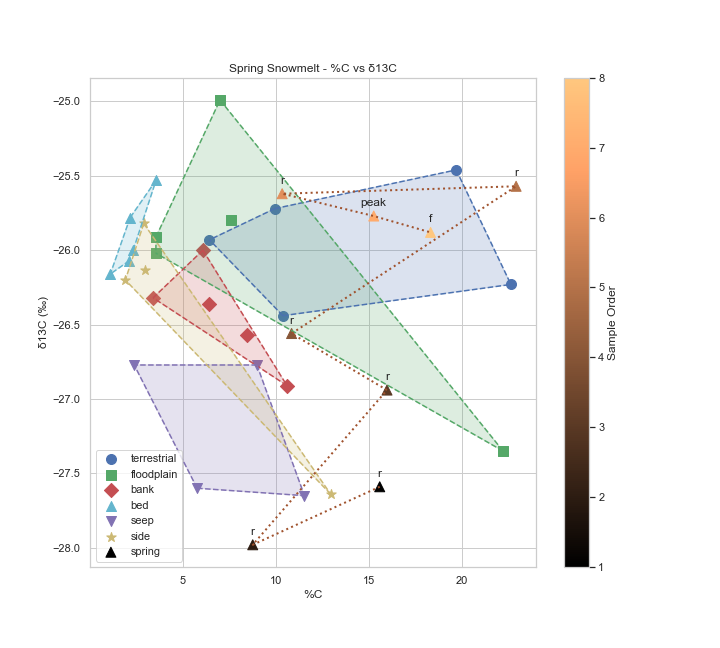 Spring Snowmelt - %C vs δ13C
δ13C (‰)
−25.0
−25.5
−26.0
−26.5
−27.0
−27.5
−28.0
r
r
peak
f
r
r
r
r
terrestrial
floodplain
bank
bed
seep
side
spring
5
10
15
20
%C
8
7
6
5
4
3
2
1
Sample Order